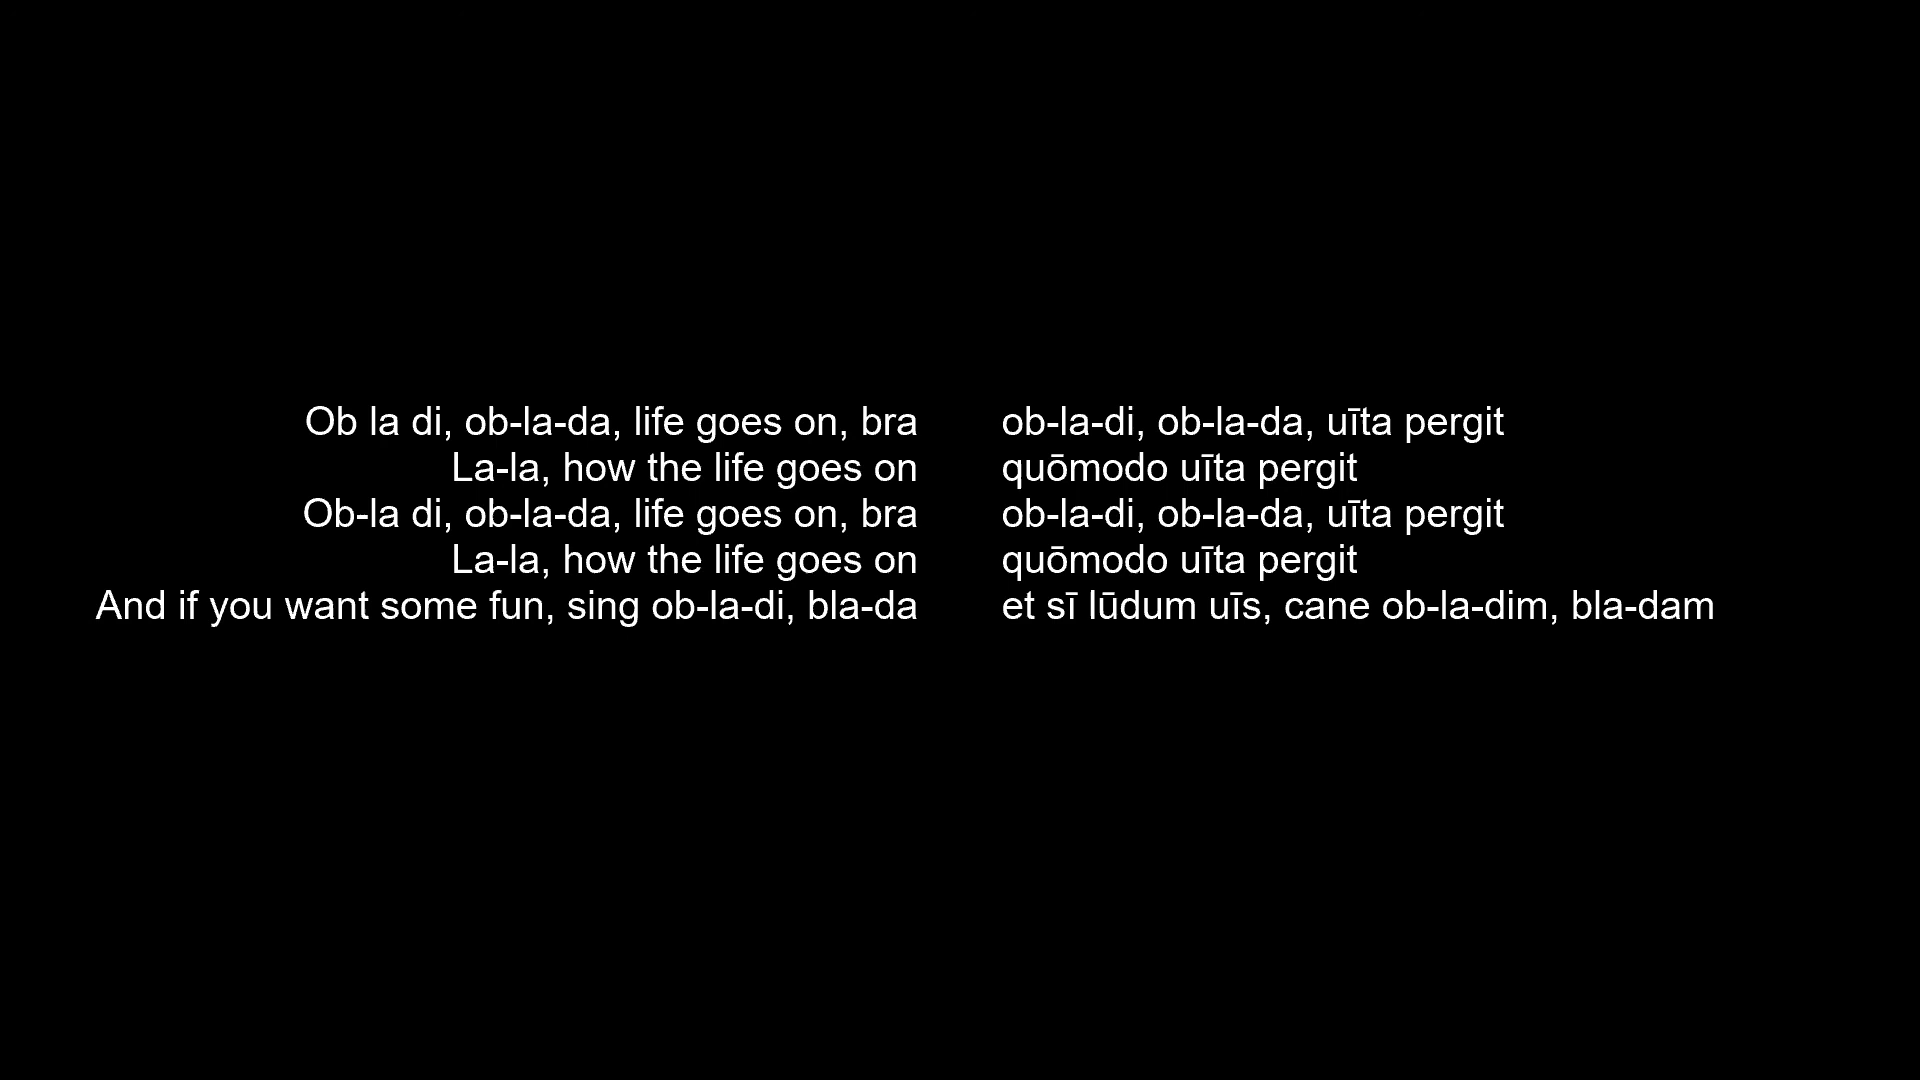 Ob la di, ob-la-da, life goes on, bra
La-la, how the life goes on
Ob-la di, ob-la-da, life goes on, bra
La-la, how the life goes on
And if you want some fun, sing ob-la-di, bla-da
ob-la-di, ob-la-da, uīta pergit
quōmodo uīta pergit
ob-la-di, ob-la-da, uīta pergit
quōmodo uīta pergit
et sī lūdum uīs, cane ob-la-dim, bla-dam